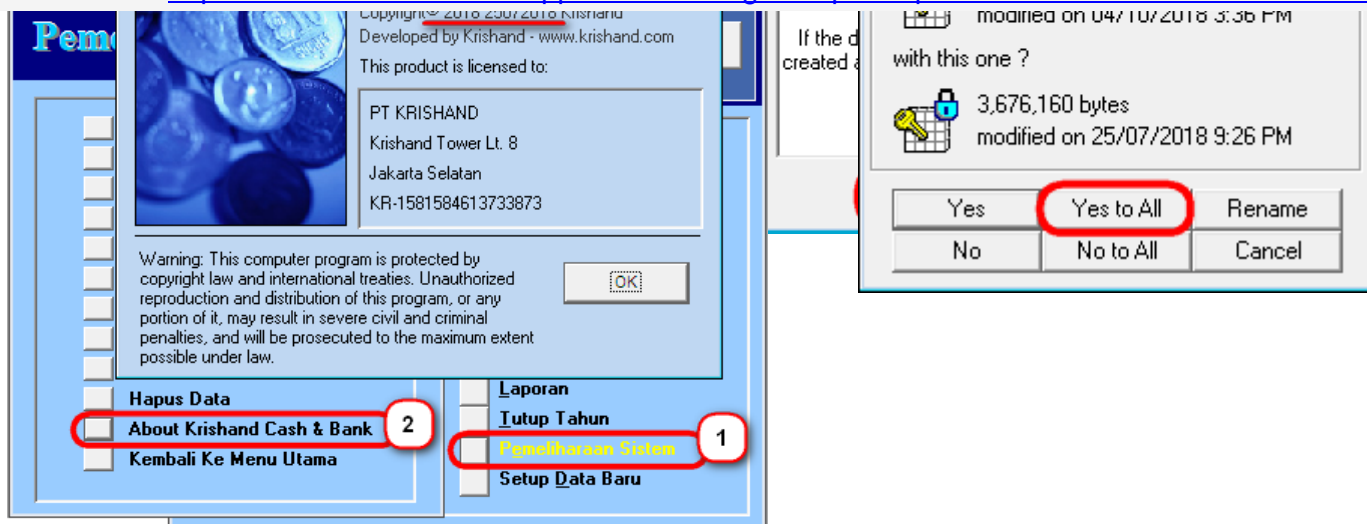 Pem
Copyright© 2018 25072018 Krishand
Developed by Krishand - www.krishand.com
This product is licensed to:
PT KRISHAND
Krishand Tower Lt. 8
Jakarta Selatan
KR-1581584613733873
Warning: This computer program is protected by
copyright law and international treaties. Unauthorized
reproduction and distribution of this program, or any
portion of it, may result in severe civil and criminal
penalties, and will be prosecuted to the maximum extent
possible under law.
OK
Hapus Data
About Krishand Cash & Bank
2
Kembali Ke Menu Utama
Laporan
Tutup Tahun
Pemeliharaan Sistem
1
Setup Data Baru
If the d
created a
modified on 04/10/2018 3:36 PM
with this one ?
3,676,160 bytes
modified on 25/07/2018 9:26 PM
Yes
Yes to All
Rename
No
No to All
Cancel